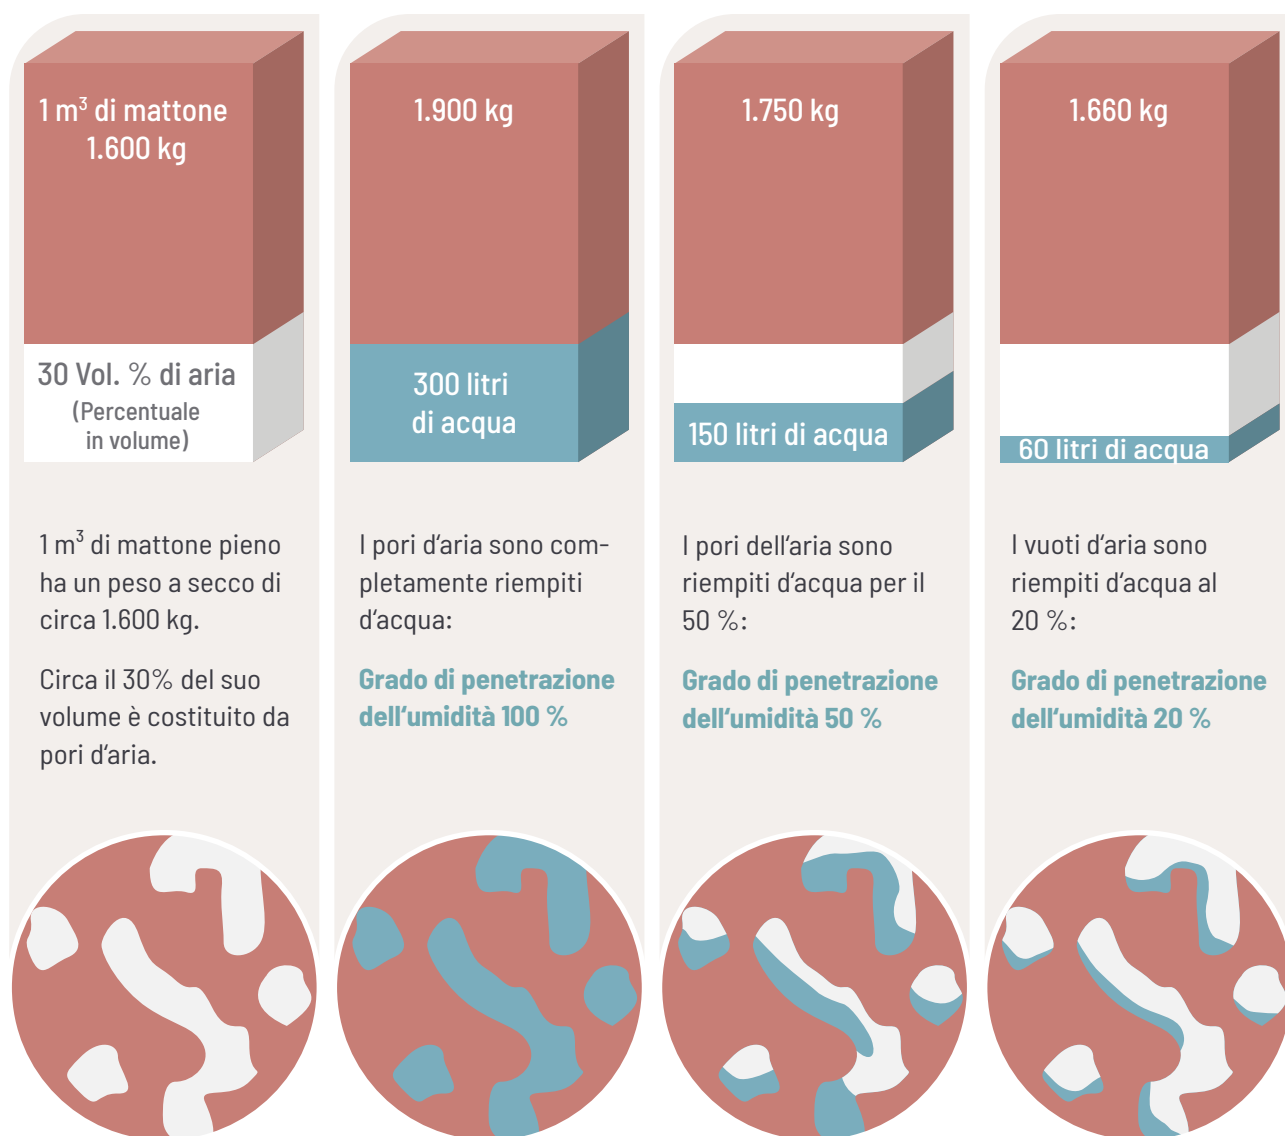 1 m³ di mattone
1.600 kg
30 Vol. % di aria
(Percentuale
in volume)
1 m³ di mattone pieno
ha un peso a secco di
circa 1.600 kg.
Circa il 30% del suo
volume è costituito da
pori d‘aria.
1.900 kg
300 litri
di acqua
I pori d‘aria sono com-
pletamente riempiti
d‘acqua:
Grado di penetrazione
dell‘umidità 100 %
1.750 kg
150 litri di acqua
I pori dell‘aria sono
riempiti d‘acqua per il
50 %:
Grado di penetrazione
dell‘umidità 50 %
1.660 kg
60 litri di acqua
I vuoti d‘aria sono
riempiti d‘acqua al
20 %:
Grado di penetrazione
dell‘umidità 20 %